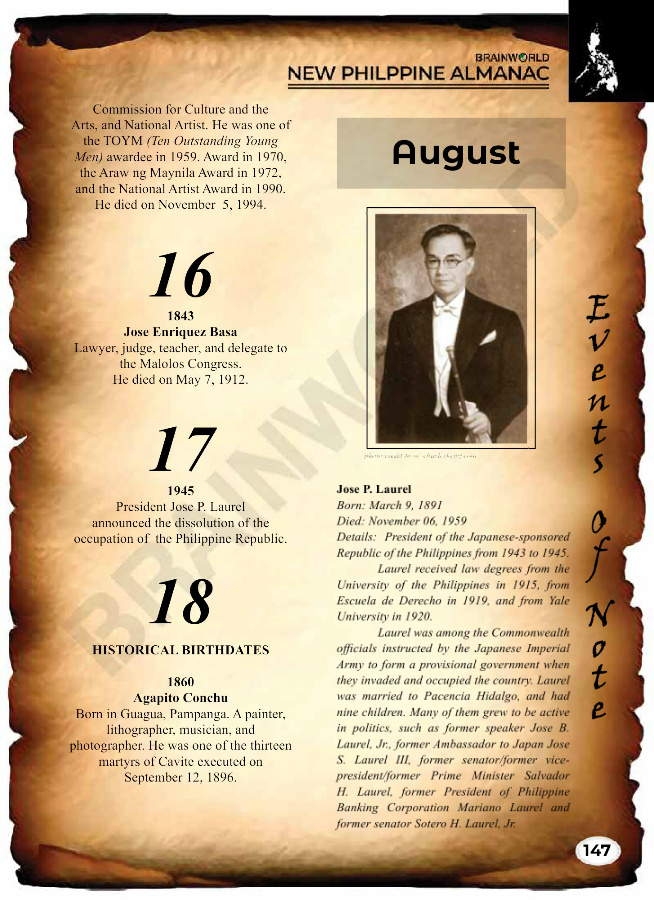 BRAINWORLD
NEW PHILPPINE ALMANAC
Commission for Culture and the
Arts, and National Artist. He was one of
the TOYM (Ten Outstanding Young
Men) awardee in 1959. Award in 1970,
the Araw ng Maynila Award in 1972,
and the National Artist Award in 1990.
He died on November 5, 1994.
16
1843
Jose Enriquez Basa
Lawyer, judge, teacher, and delegate to
the Malolos Congress.
He died on May 7, 1912.
17
1945
President Jose P. Laurel
announced the dissolution of the
occupation of the Philippine Republic.
18
HISTORICAL BIRTHDATES
1860
Agapito Conchu
Born in Guagua, Pampanga. A painter,
lithographer, musician, and
photographer. He was one of the thirteen
martyrs of Cavite executed on
September 12, 1896.
August
Jose P. Laurel
Born: March 9, 1891
Died: November 06, 1959
Details: President of the Japanese-sponsored
Republic of the Philippines from 1943 to 1945.
Laurel received law degrees from the
University of the Philippines in 1915, from
Escuela de Derecho in 1919, and from Yale
University in 1920.
Laurel was among the Commonwealth
officials instructed by the Japanese Imperial
Army to form a provisional government when
they invaded and occupied the country. Laurel
was married to Pacencia Hidalgo, and had
nine children. Many of them grew to be active
in politics, such as former speaker Jose B.
Laurel, Jr., former Ambassador to Japan Jose
S. Laurel III, former senator/former vice-
president/former Prime Minister Salvador
H. Laurel, former President of Philippine
Banking Corporation Mariano Laurel and
former senator Sotero H. Laurel, Jr.
Events of Note
147
BRAINWORLD